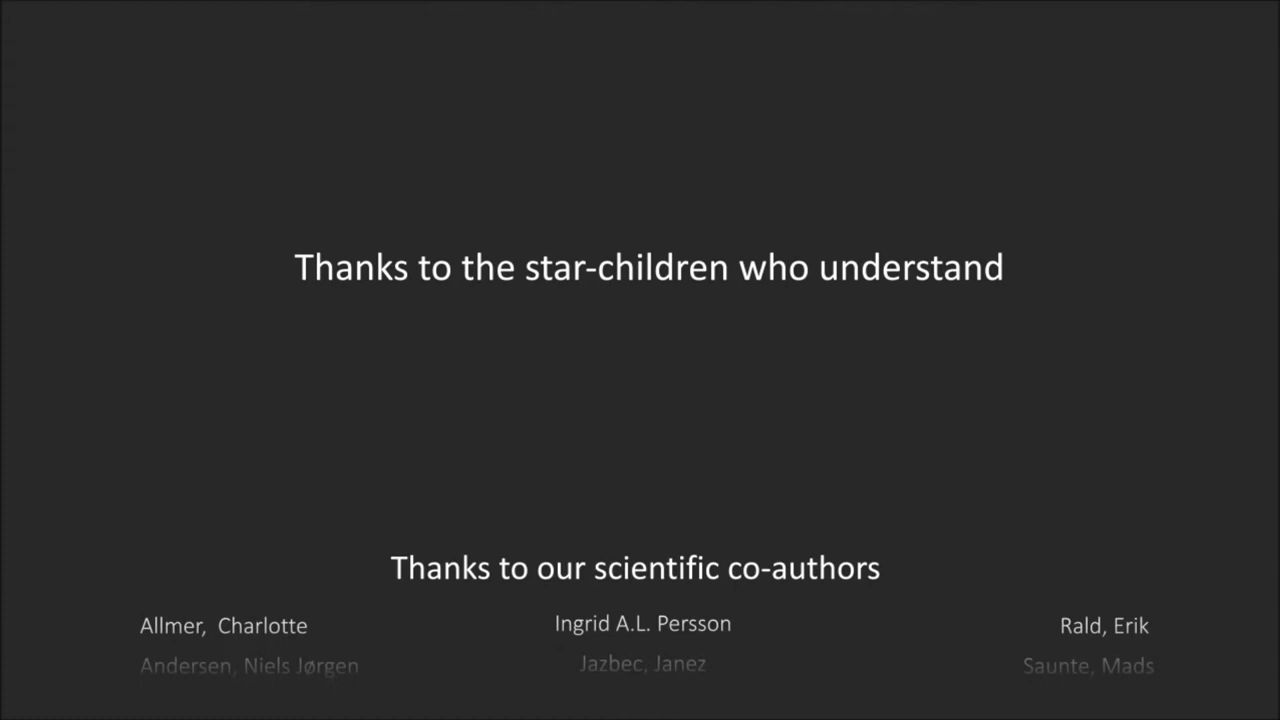 Thanks to the star-children who understand
Thanks to our scientific co-authors
Allmer, Charlotte
Ingrid A.L. Persson
Rald, Erik
Andersen, Niels Jørgen
Jazbec, Janez
Saunte, Mads